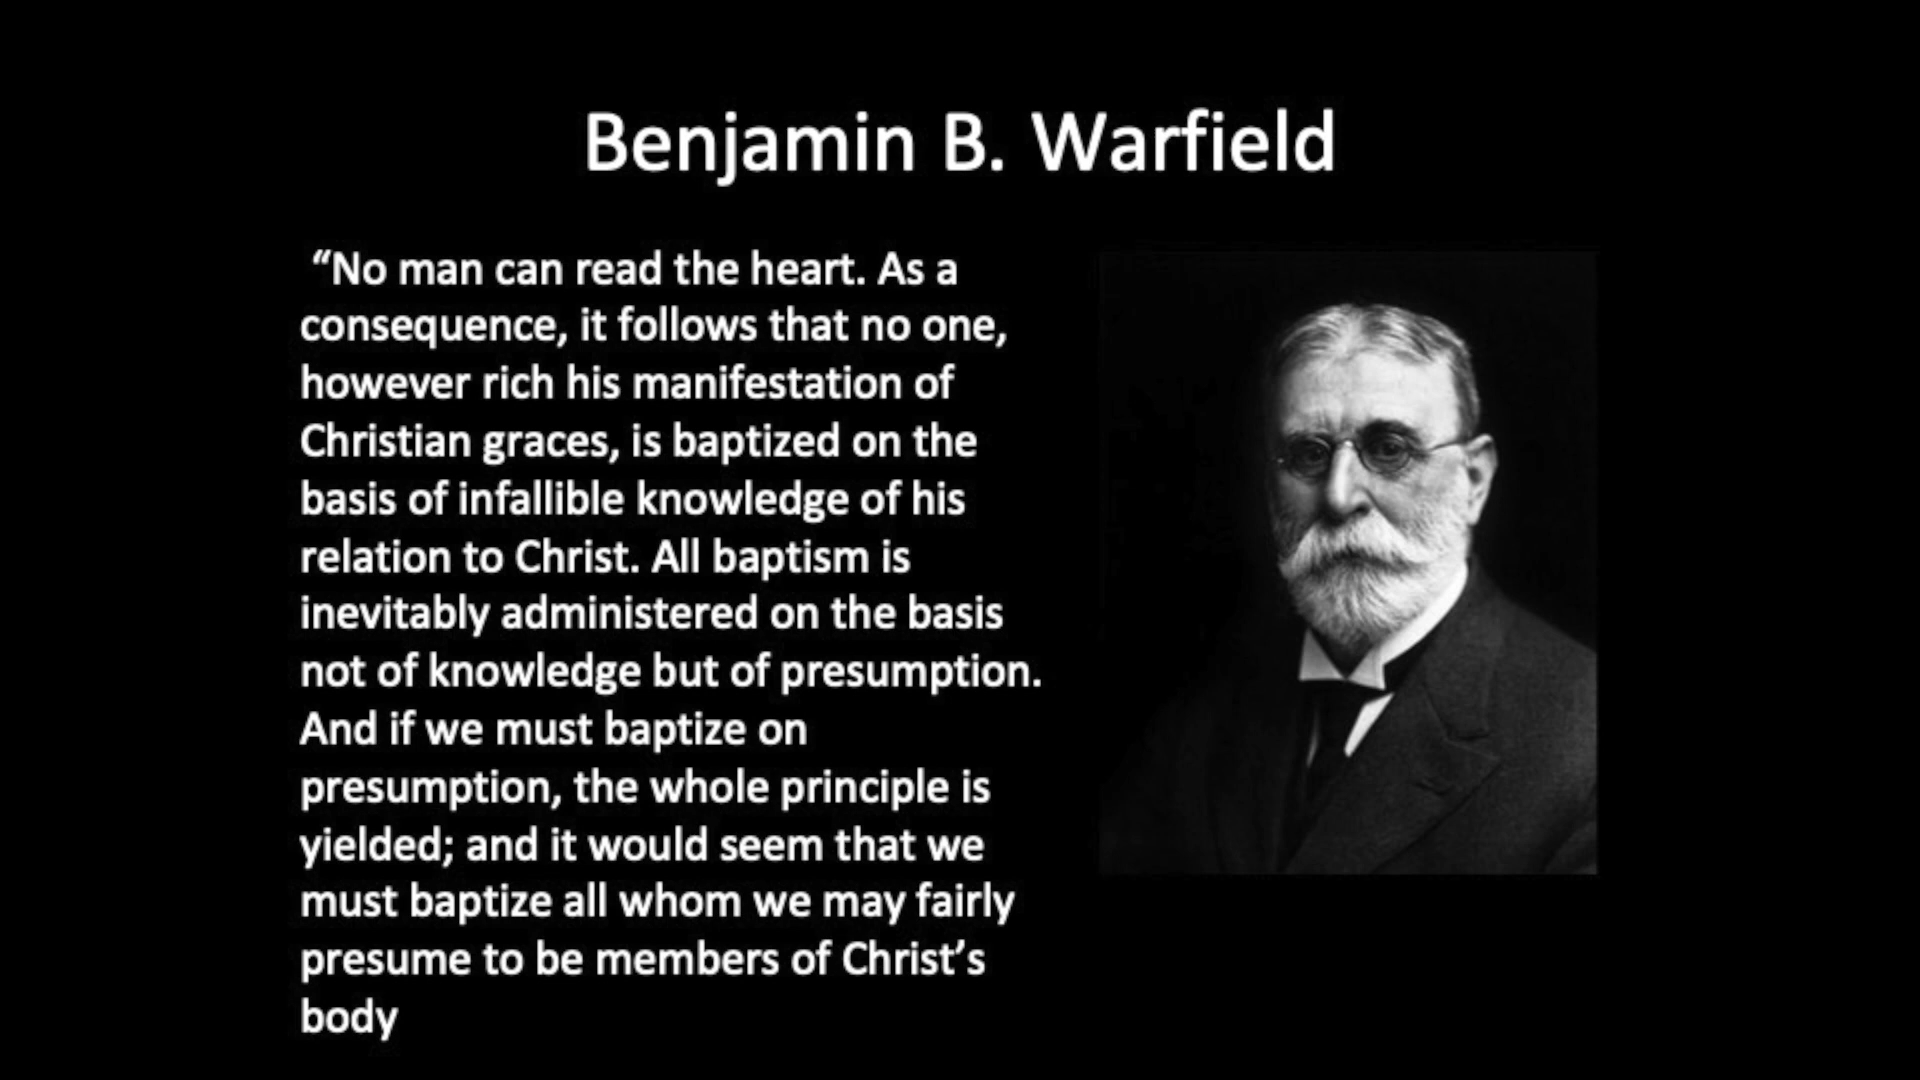 Benjamin B. Warfield
“No man can read the heart. As a
consequence, it follows that no one,
however rich his manifestation of
Christian graces, is baptized on the
basis of infallible knowledge of his
relation to Christ. All baptism is
inevitably administered on the basis
not of knowledge but of presumption.
And if we must baptize on
presumption, the whole principle is
yielded; and it would seem that we
must baptize all whom we may fairly
presume to be members of Christ’s
body